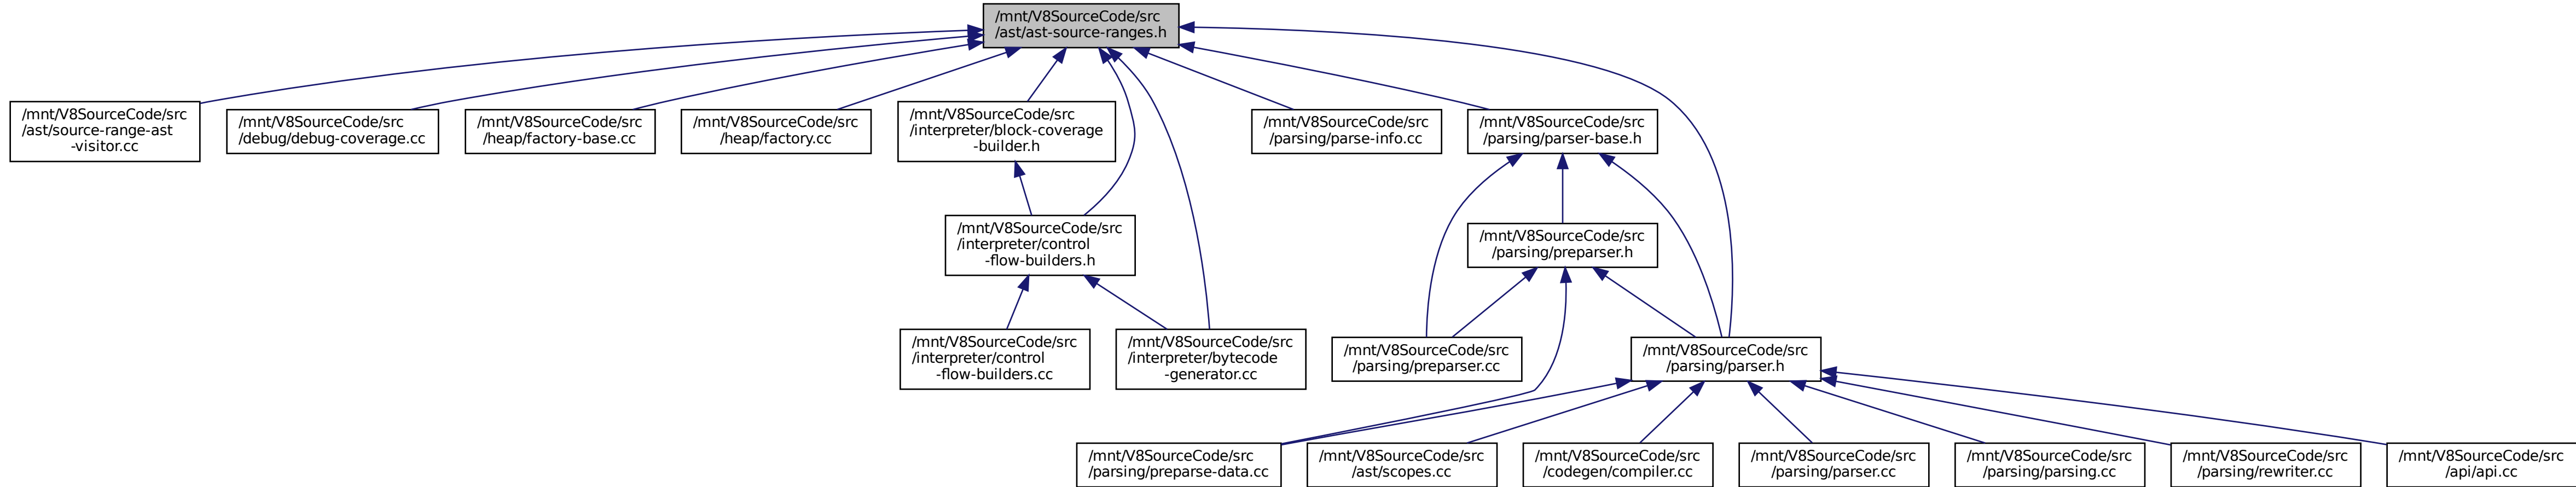 /mnt/V8SourceCode/src
/ast/ast-source-ranges.h
/mnt/V8SourceCode/src
/ast/source-range-ast
-visitor.cc
/mnt/V8SourceCode/src
/debug/debug-coverage.cc
/mnt/V8SourceCode/src
/heap/factory-base.cc
/mnt/V8SourceCode/src
/heap/factory.cc
/mnt/V8SourceCode/src
/interpreter/block-coverage
-builder.h
/mnt/V8SourceCode/src
/parsing/parse-info.cc
/mnt/V8SourceCode/src
/parsing/parser-base.h
/mnt/V8SourceCode/src
/interpreter/control
-flow-builders.h
/mnt/V8SourceCode/src
/parsing/preparser.h
/mnt/V8SourceCode/src
/interpreter/control
-flow-builders.cc
/mnt/V8SourceCode/src
/interpreter/bytecode
-generator.cc
/mnt/V8SourceCode/src
/parsing/preparser.cc
/mnt/V8SourceCode/src
/parsing/parser.h
/mnt/V8SourceCode/src
/parsing/preparse-data.cc
/mnt/V8SourceCode/src
/ast/scopes.cc
/mnt/V8SourceCode/src
/codegen/compiler.cc
/mnt/V8SourceCode/src
/parsing/parser.cc
/mnt/V8SourceCode/src
/parsing/parsing.cc
/mnt/V8SourceCode/src
/parsing/rewriter.cc
/mnt/V8SourceCode/src
/api/api.cc